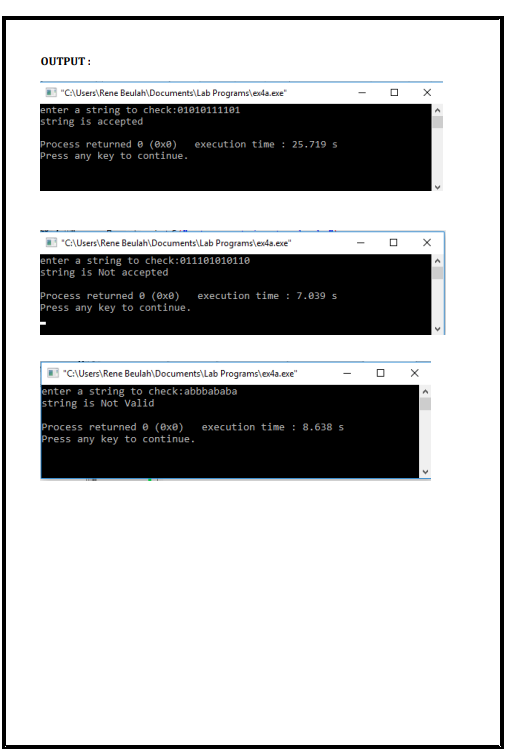 OUTPUT :
"C:\Users\Rene Beulah\Documents\Lab Programs\ex4a.exe"
enter a string to check:01010111101
string is accepted
Process returned 0 (0x0) execution time : 25.719 s
Press any key to continue.
"C:\Users\Rene Beulah\Documents\Lab Programs\ex4a.exe"
enter a string to check:011101010110
string is Not accepted
Process returned 0 (0x0) execution time : 7.039 s
Press any key to continue.
"C:\Users\Rene Beulah\Documents\Lab Programs\ex4a.exe"
enter a string to check:abbbababa
string is Not Valid
Process returned 0 (0x0) execution time : 8.638 s
Press any key to continue.